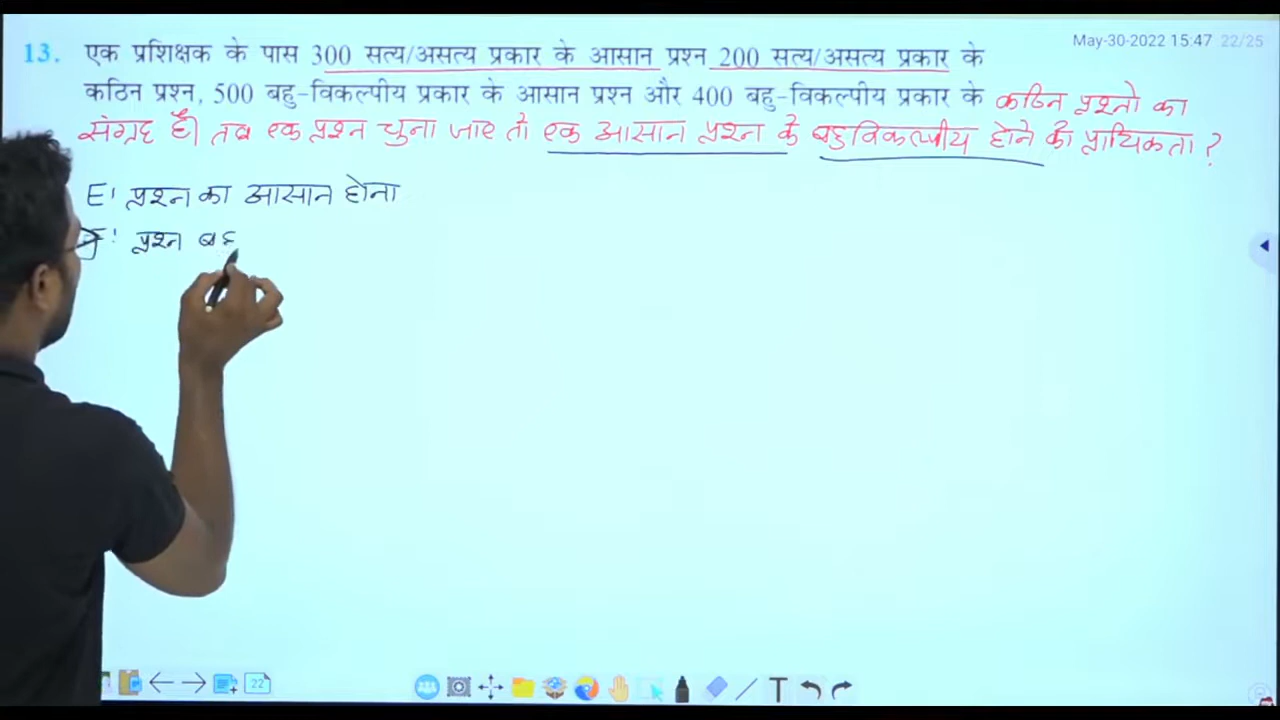 May-30-2022 15:47 22/25
13. एक प्रशिक्षक के पास 300 सत्य/असत्य प्रकार के आसान प्रश्न 200 सत्य/असत्य प्रकार के
कठिन प्रश्न, 500 बहु-विकल्पीय प्रकार के आसान प्रश्न और 400 बहु-विकल्पीय प्रकार के कठिन प्रश्नो का
संग्रह है। तब एक प्रश्न चुना जाए तो एक आसान प्रश्न के बहुविकल्पीय होने की प्रायिकता?
E: प्रश्न का आसान होना
F: प्रश्न बह
22
T